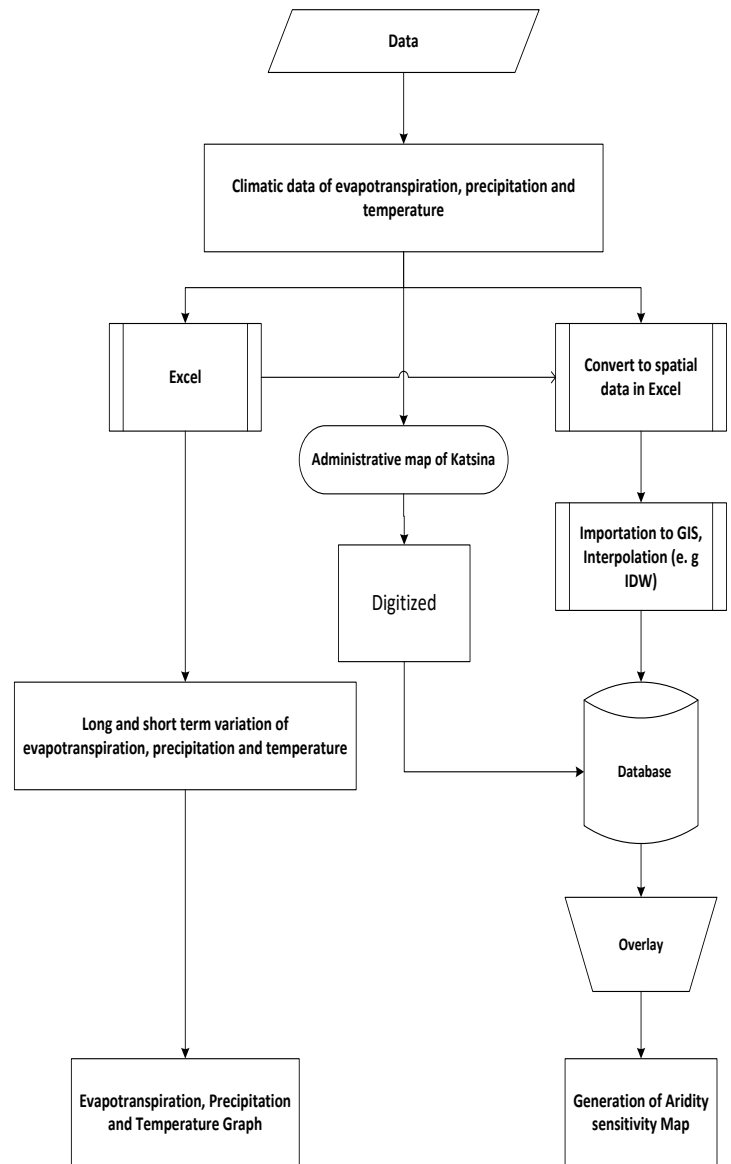 Data
Climatic data of evapotranspiration, precipitation and
temperature
Excel
Convert to spatial
data in Excel
Administrative map of Katsina
Importation to GIS,
Interpolation (e. g
IDW)
Digitized
Long and short term variation of
evapotranspiration, precipitation and temperature
Database
Overlay
Evapotranspiration, Precipitation
and Temperature Graph
Generation of Aridity
sensitivity Map